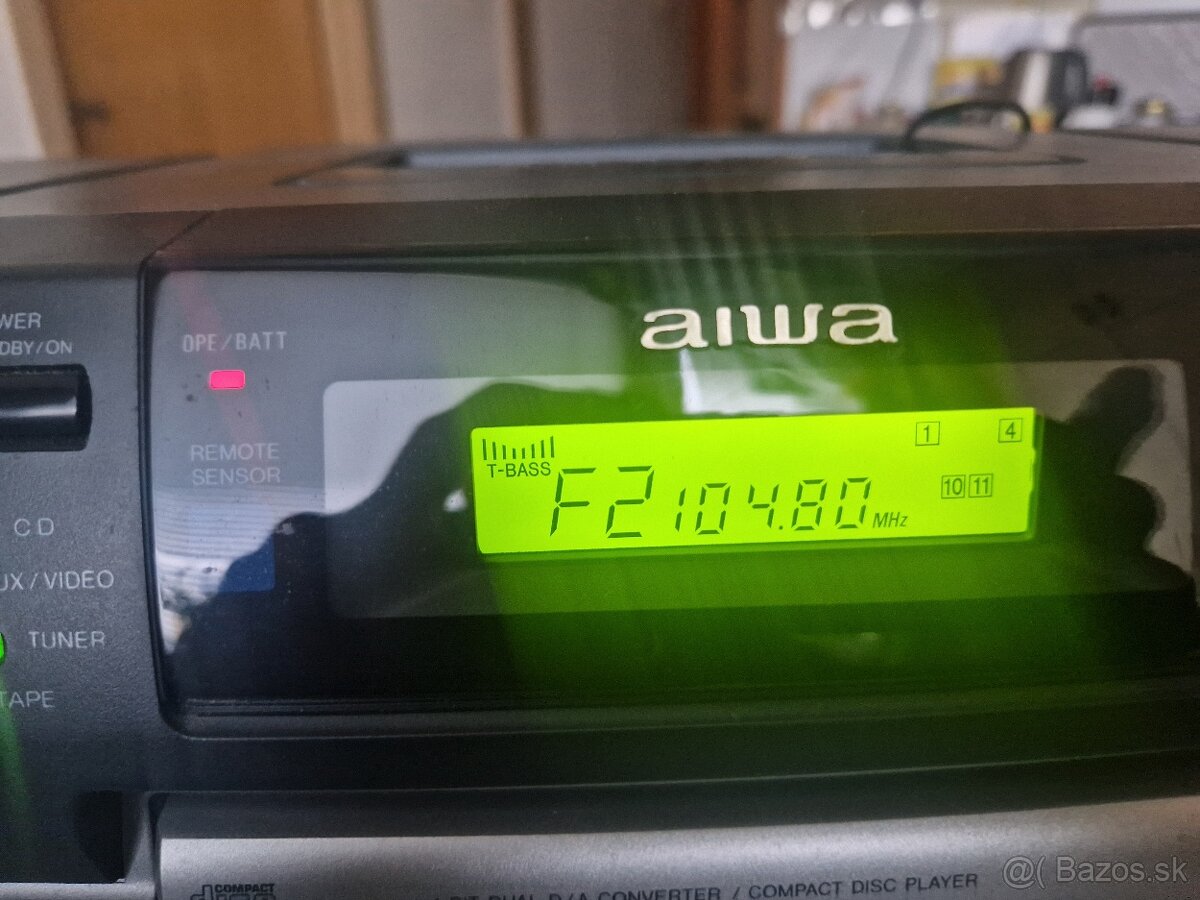 aiwa
WER
DBY/ON
OPE/BATT
REMOTE
SENSOR
T-BASS
F2 104.80 MHz
1 4
10 11
CD
UX/VIDEO
TUNER
TAPE
COMPACT
DUAL D/A CONVERTER / COMPACT DISC PLAYER
@( Bazos.sk